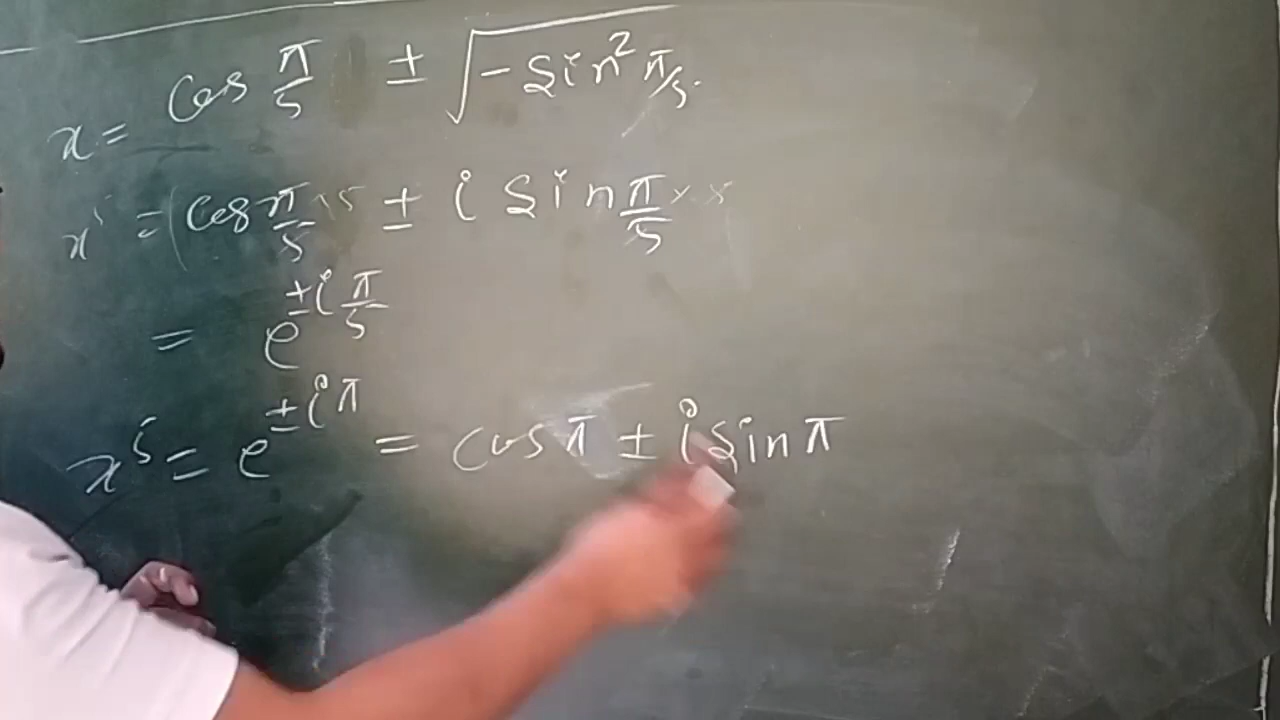 x = cos π/5 ± √(-sin² π/5)
x⁵ = (cos π/5 ×5 ± i sin π/5 × 5
= e^(±i π/5)
x⁵ = e^(±iπ) = cos π ± i sin π